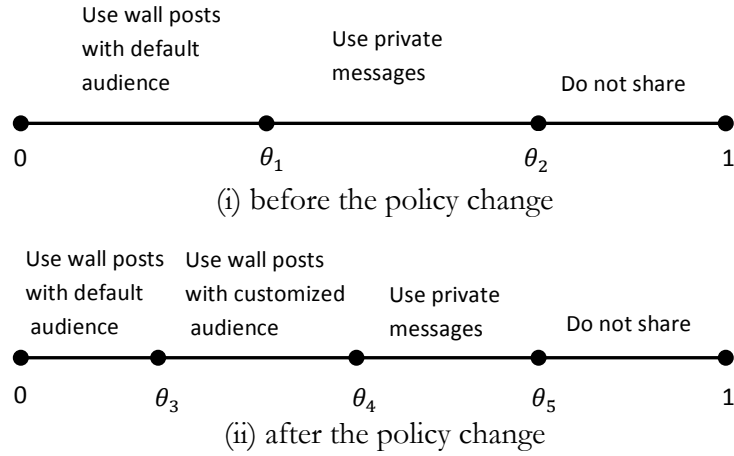 Use wall posts
with default
audience
Use private
messages
Do not share
0 θ₁ θ₂ 1
(i) before the policy change
Use wall posts
with default
audience
Use wall posts
with customized
audience
Use private
messages
Do not share
0 θ₃ θ₄ θ₅ 1
(ii) after the policy change